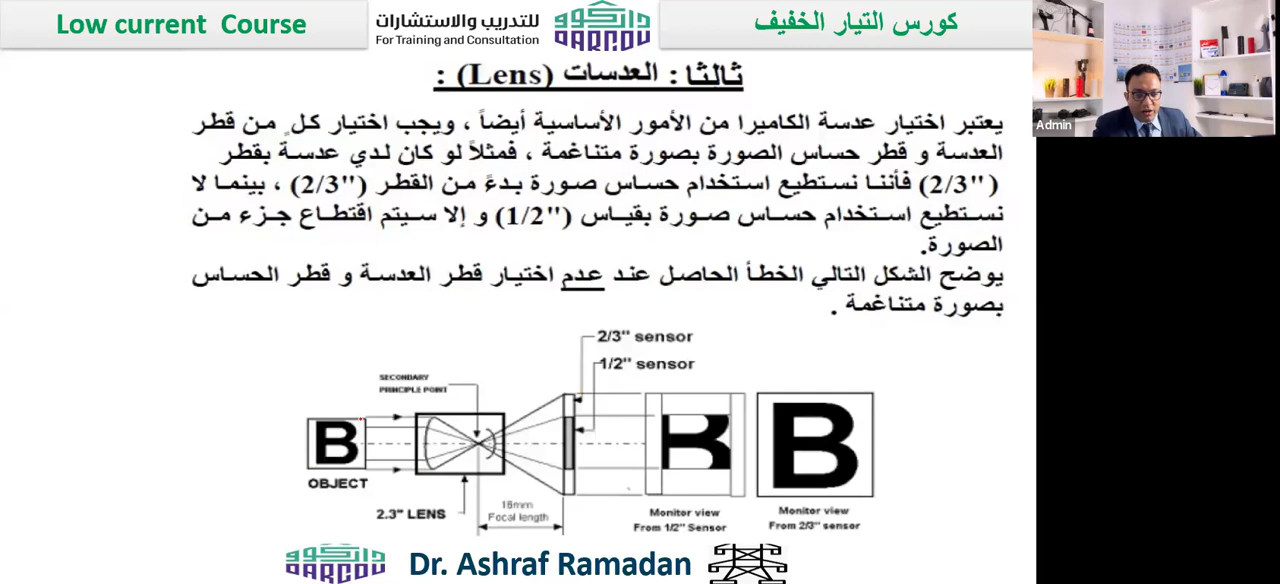 Low current Course
للتدريب والاستشارات
For Training and Consultation
داركو
DARCOU
كورس التيار الخفيف
Admin
ثالثا : العدسات (Lens) :
يعتبر اختيار عدسة الكاميرا من الأمور الأساسية أيضاً ، ويجب اختيار كلٍ من قطر
العدسة و قطر حساس الصورة بصورة متناغمة ، فمثلاً لو كان لدي عدسة بقطر
(2/3") فأننا نستطيع استخدام حساس صورة بدءً من القطر (2/3") ، بينما لا
نستطيع استخدام حساس صورة بقياس (1/2") و إلا سيتم اقتطاع جزء من
الصورة.
يوضح الشكل التالي الخطأ الحاصل عند عدم اختيار قطر العدسة و قطر الحساس
بصورة متناغمة .
2/3" sensor
1/2" sensor
SECONDARY
PRINCIPLE POINT
B
B
B
OBJECT
2.3" LENS
16mm
Focal length
Monitor view
From 1/2" Sensor
Monitor view
From 2/3" sensor
داركو
DARCOU
Dr. Ashraf Ramadan